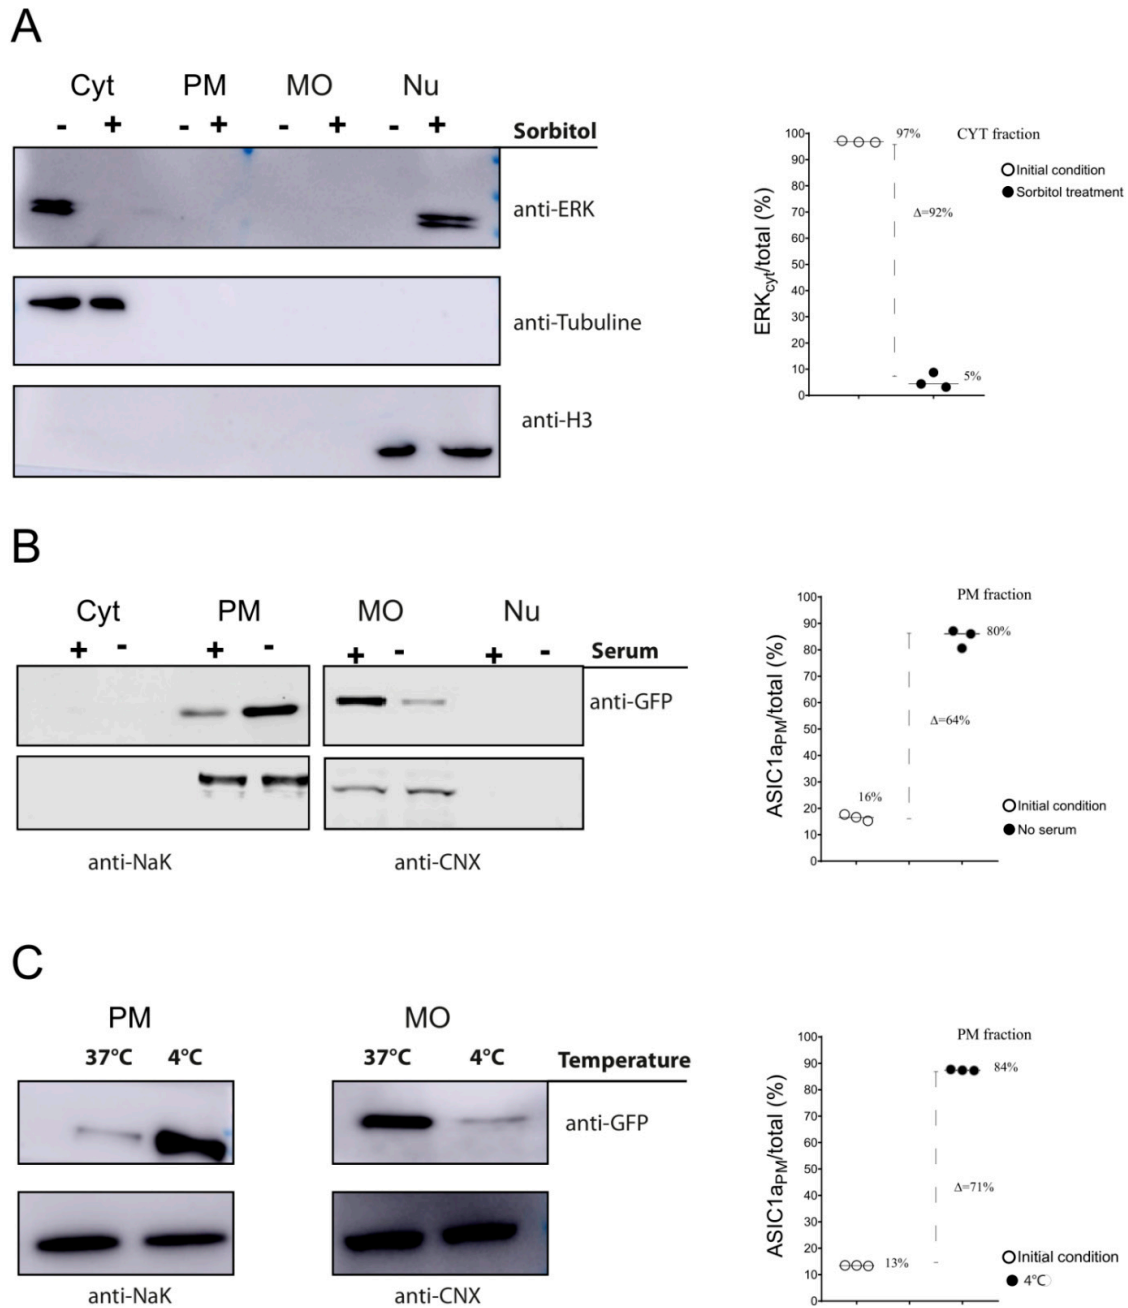 A
Cyt PM MO Nu
- + - + - + - + Sorbitol
anti-ERK
anti-Tubuline
anti-H3
CYT fraction
ERKcyt/total (%)
100
90
80
70
60
50
40
30
20
10
0
97%
Δ=92%
5%
Initial condition
Sorbitol treatment
B
Cyt PM MO Nu
+ - + - + - + - Serum
anti-GFP
anti-NaK anti-CNX
PM fraction
ASIC1aPM/total (%)
100
90
80
70
60
50
40
30
20
10
0
80%
Δ=64%
16%
Initial condition
No serum
C
PM MO
37°C 4°C 37°C 4°C Temperature
anti-GFP
anti-NaK anti-CNX
PM fraction
ASIC1aPM/total (%)
100
90
80
70
60
50
40
30
20
10
0
84%
Δ=71%
13%
Initial condition
4°C